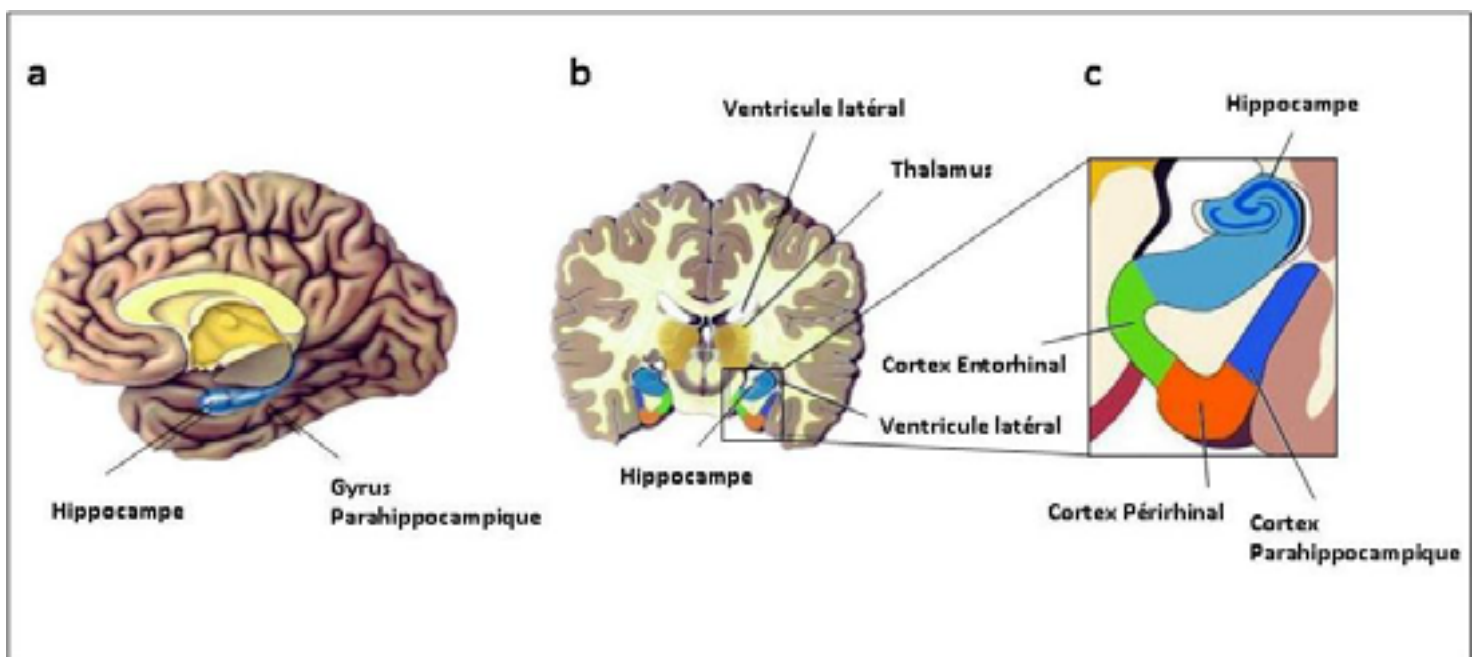 a
Hippocampe
Gyrus
Parahippocampique
b
Ventricule latéral
Thalamus
Cortex Entorhinal
Ventricule latéral
Hippocampe
c
Hippocampe
Cortex Périrhinal
Cortex
Parahippocampique